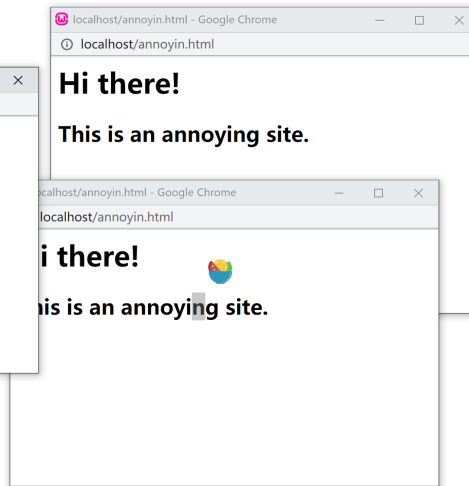 localhost/annoyin.html - Google Chrome
localhost/annoyin.html
Hi there!
This is an annoying site.
ocalhost/annoyin.html - Google Chrome
localhost/annoyin.html
i there!
his is an annoying site.